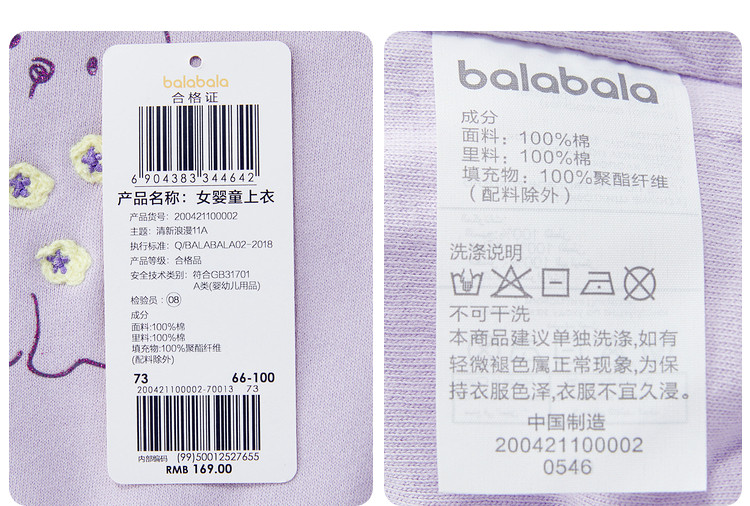 balabala
合格证
6 904383 344642
产品名称：女婴童上衣
产品货号：200421100002
主题：清新浪漫11A
执行标准：Q/BALABALA02-2018
产品等级：合格品
安全技术类别：符合GB31701
A类(婴幼儿用品)
检验员：08
成分
面料:100%棉
里料:100%棉
填充物:100%聚酯纤维
(配料除外)
73 66-100
200421100002-70013 73
内部编码 (99)50012527655
RMB 169.00
balabala
成分
面料：100%棉
里料：100%棉
填充物：100%聚酯纤维
（配料除外）
洗涤说明
不可干洗
本商品建议单独洗涤,如有
轻微褪色属正常现象,为保
持衣服色泽,衣服不宜久浸。
中国制造
200421100002
0546